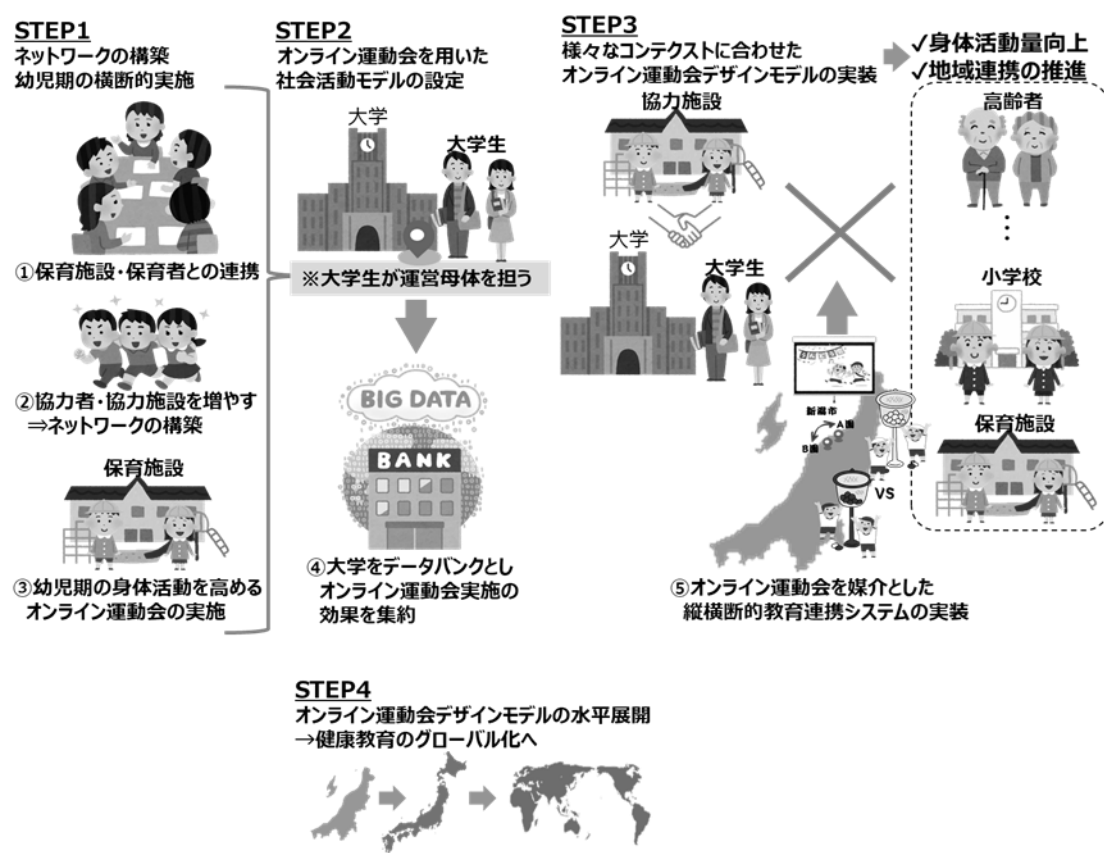 STEP1
ネットワークの構築
幼児期の横断的実施
①保育施設・保育者との連携
②協力者・協力施設を増やす
⇒ネットワークの構築
保育施設
③幼児期の身体活動を高める
オンライン運動会の実施
STEP2
オンライン運動会を用いた
社会活動モデルの設定
大学
大学生
※大学生が運営母体を担う
BIG DATA
BANK
④大学をデータバンクとし
オンライン運動会実施の
効果を集約
STEP3
様々なコンテクストに合わせた
オンライン運動会デザインモデルの実装
協力施設
大学
大学生
新潟市
A園
B園
VS
⑤オンライン運動会を媒介とした
縦横断的教育連携システムの実装
✓身体活動量向上
✓地域連携の推進
高齢者
⋮
小学校
保育施設
STEP4
オンライン運動会デザインモデルの水平展開
→健康教育のグローバル化へ